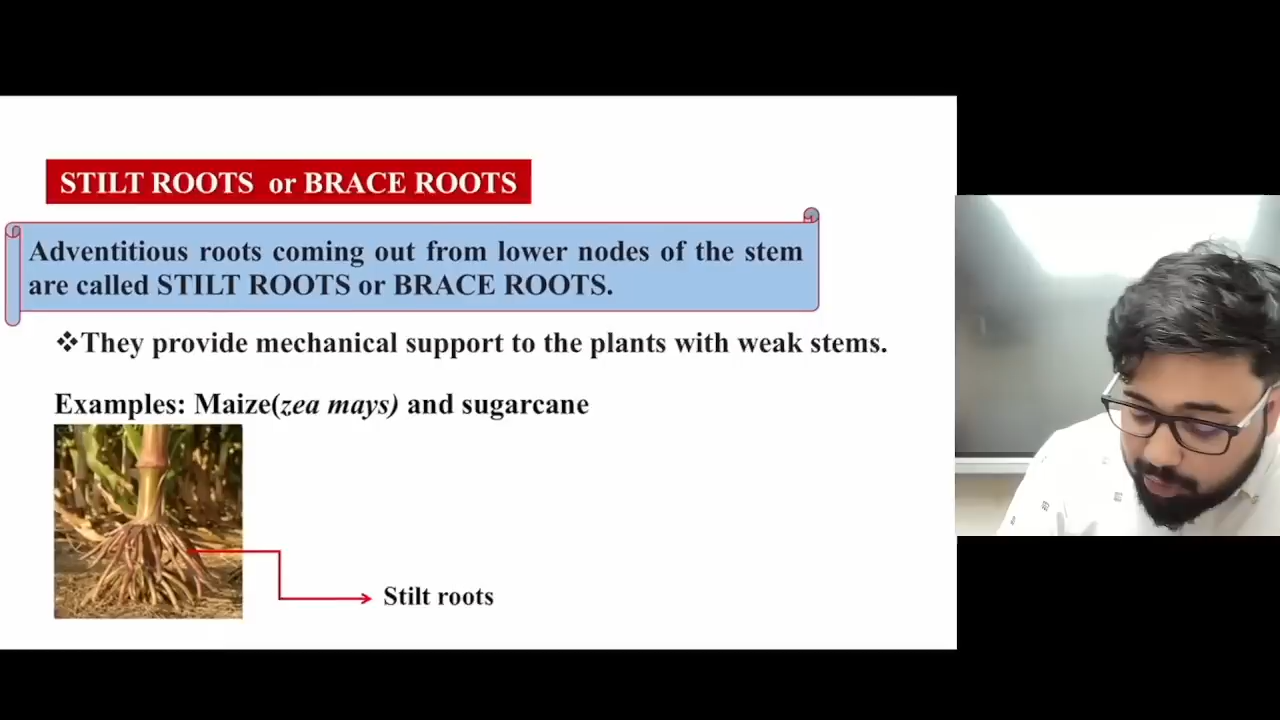 STILT ROOTS or BRACE ROOTS
Adventitious roots coming out from lower nodes of the stem
are called STILT ROOTS or BRACE ROOTS.
❖They provide mechanical support to the plants with weak stems.
Examples: Maize(zea mays) and sugarcane
Stilt roots